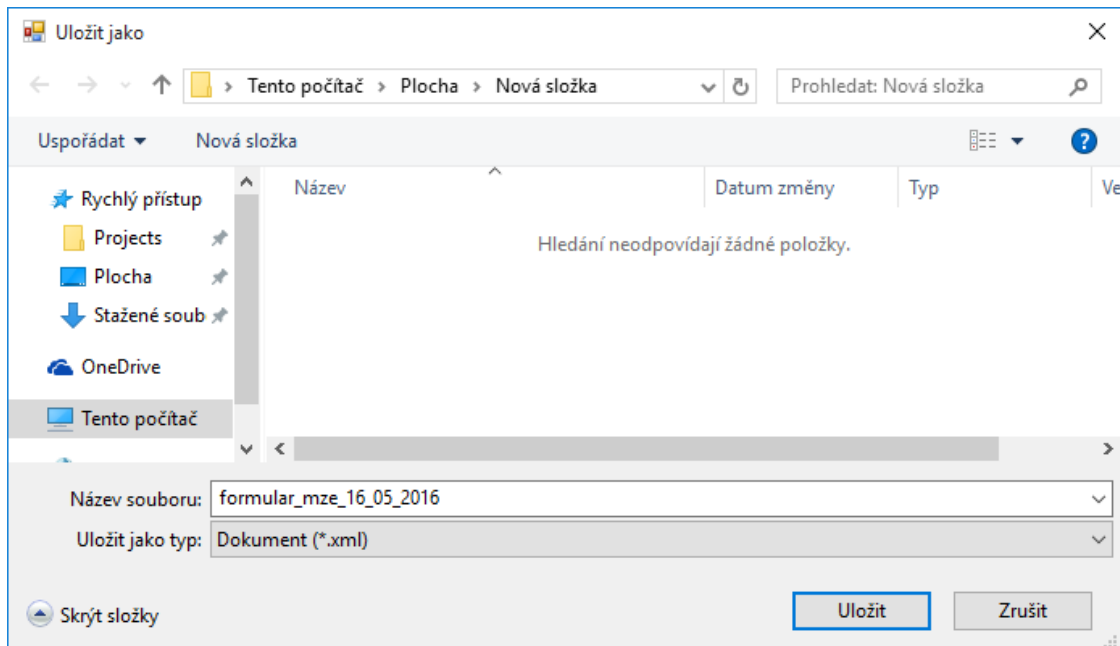 Uložit jako
Tento počítač > Plocha > Nová složka
Prohledat: Nová složka
Uspořádat
Nová složka
?
Rychlý přístup
Projects
Plocha
Stažené soub
OneDrive
Tento počítač
Název
Datum změny
Typ
Ve
Hledání neodpovídají žádné položky.
Název souboru: formular_mze_16_05_2016
Uložit jako typ: Dokument (*.xml)
Skrýt složky
Uložit
Zrušit